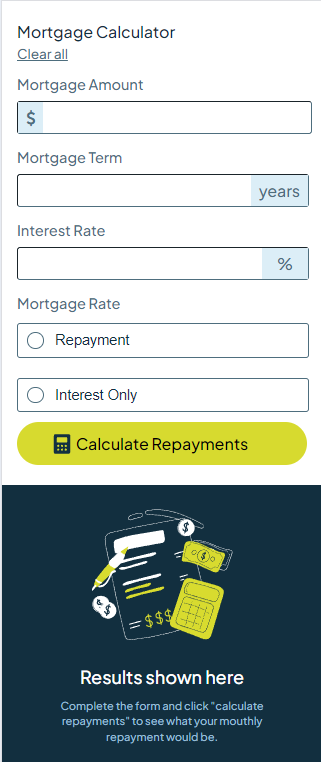 Mortgage Calculator
Clear all
Mortgage Amount
$
Mortgage Term
years
Interest Rate
%
Mortgage Rate
Repayment
Interest Only
Calculate Repayments
$
$
$
$
$$$
Results shown here
Complete the form and click "calculate
repayments" to see what your mouthly
repayment would be.